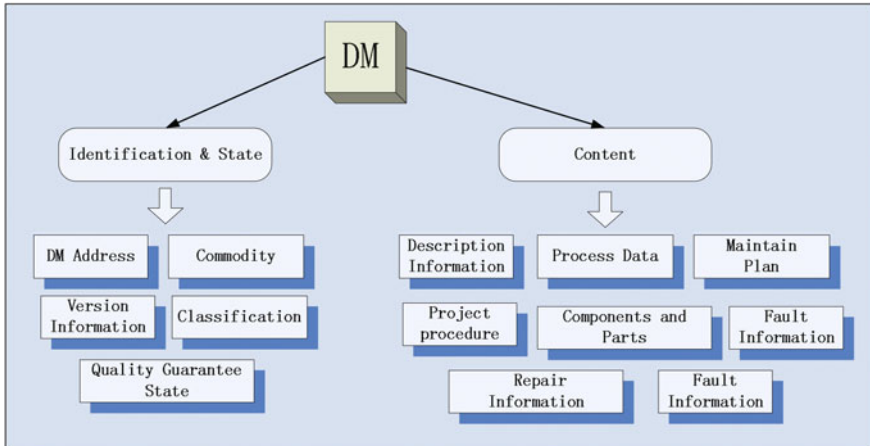 DM
Identification & State
Content
DM Address
Commodity
Version
Information
Classification
Quality Guarantee
State
Description
Information
Process Data
Maintain
Plan
Project
procedure
Components and
Parts
Fault
Information
Repair
Information
Fault
Information